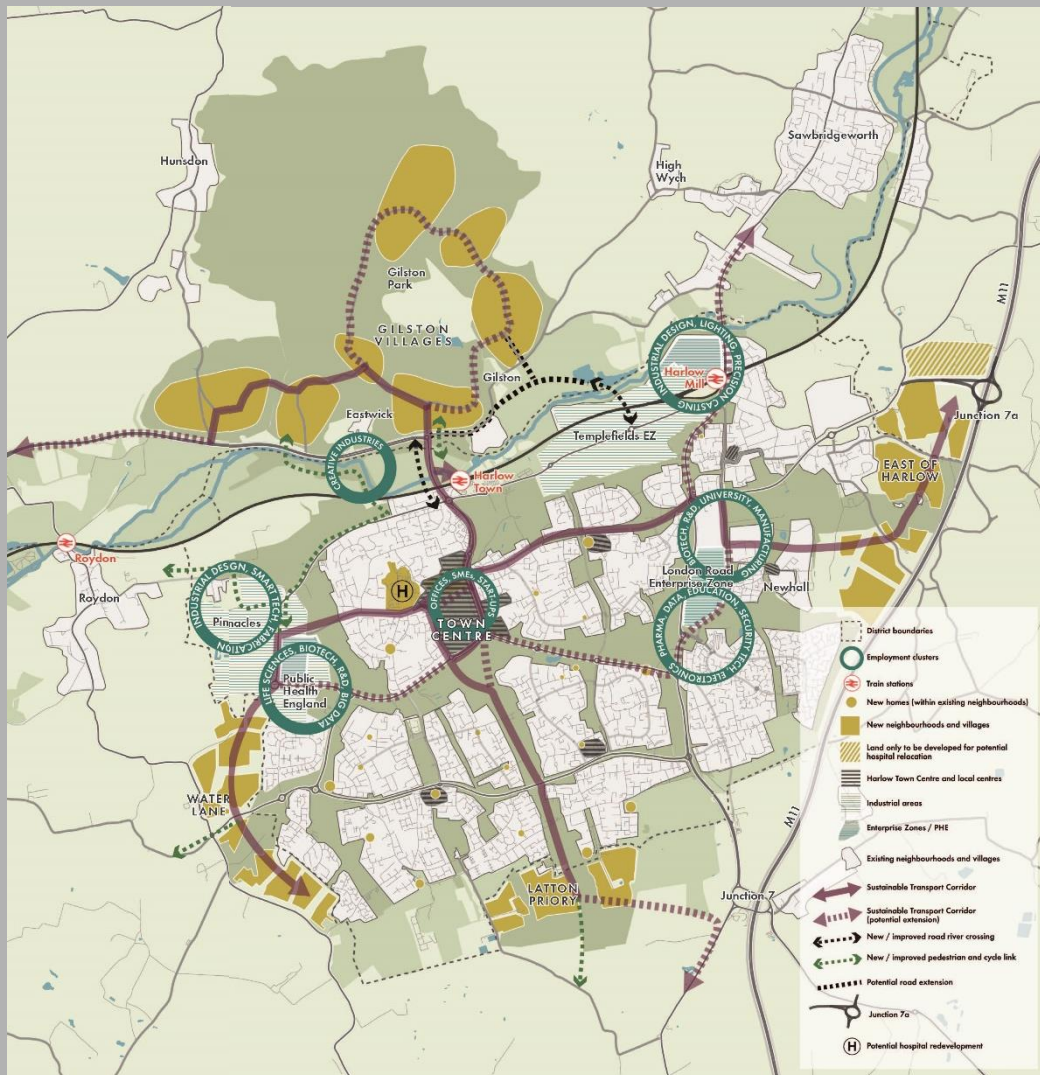 Sawbridgeworth
Hunsdon
High
Wych
M11
Gilston
Park
GILSTON
VILLAGES
INDUSTRIAL DESIGN, LIGHTING, PRECISION CASTING
Harlow
Mill
Gilston
Junction 7a
Eastwick
Templefields EZ
CREATIVE INDUSTRIES
Harlow
Town
EAST OF
HARLOW
BIOTECH, R&D, UNIVERSITY, MANUFACTURING
Roydon
Roydon
London Road
Enterprise Zone
Newhall
INDUSTRIAL DESGN, SMART TECH, FABRICATION
Pinnacles
H
OFFICES, SMEs, STARTUPS
TOWN
CENTRE
PHARMA, DATA, EDUCATION, SECURITY TECH, ELECTRONICS
LIFE SCIENCES, BIOTECH, R&D, BIG DATA
Public
Health
England
WATER
LANE
M11
LATTON
PRIORY
Junction 7
District boundaries
Employment clusters
Train stations
New homes (within existing neighbourhoods)
New neighbourhoods and villages
Land only to be developed for potential
hospital relocation
Harlow Town Centre and local centres
Industrial areas
Enterprise Zones / PHE
Existing neighbourhoods and villages
Sustainable Transport Corridor
Sustainable Transport Corridor
(potential extension)
New / improved road river crossing
New / improved pedestrian and cycle link
Potential road extension
Junction 7a
H
Potential hospital redevelopment